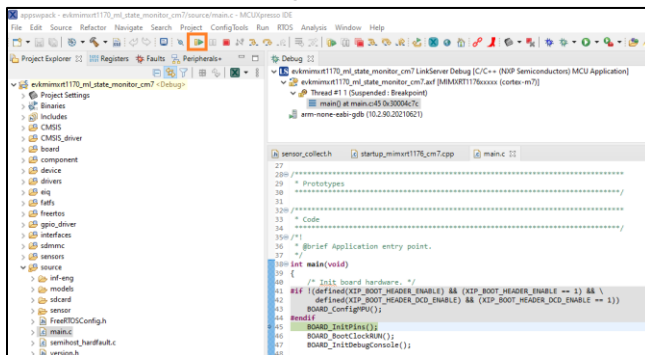 appswpack - evkmimxrt1170_ml_state_monitor_cm7/source/main.c - MCUXpresso IDE
File Edit Source Refactor Navigate Search Project ConfigTools Run RTOS Analysis Window Help
Project Explorer Registers Faults Peripherals+
evkmimxrt1170_ml_state_monitor_cm7 <Debug>
Project Settings
Binaries
Includes
CMSIS
CMSIS_driver
board
component
device
drivers
eiq
fatfs
freertos
gpio_driver
interfaces
sdmmc
sensors
source
inf-eng
models
sdcard
sensor
FreeRTOSConfig.h
main.c
semihost_hardfault.c
version.h
Debug
evkmimxrt1170_ml_state_monitor_cm7 LinkServer Debug [C/C++ (NXP Semiconductors) MCU Application]
evkmimxrt1170_ml_state_monitor_cm7.axf [MIMXRT1176xxxxx (cortex-m7)]
Thread #1 1 (Suspended : Breakpoint)
main() at main.c:45 0x30004c7c
arm-none-eabi-gdb (10.2.90.20210621)
sensor_collect.h startup_mimxrt1176_cm7.cpp main.c
27
28 /*******************************************************************************
29 * Prototypes
30 ******************************************************************************/
31
32 /*******************************************************************************
33 * Code
34 ******************************************************************************/
35 /*!
36 * @brief Application entry point.
37 */
38 int main(void)
39 {
40 /* Init board hardware. */
41 #if !(defined(XIP_BOOT_HEADER_ENABLE) && (XIP_BOOT_HEADER_ENABLE == 1) && \
42 defined(XIP_BOOT_HEADER_DCD_ENABLE) && (XIP_BOOT_HEADER_DCD_ENABLE == 1))
43 BOARD_ConfigMPU();
44 #endif
45 BOARD_InitPins();
46 BOARD_BootClockRUN();
47 BOARD_InitDebugConsole();
48